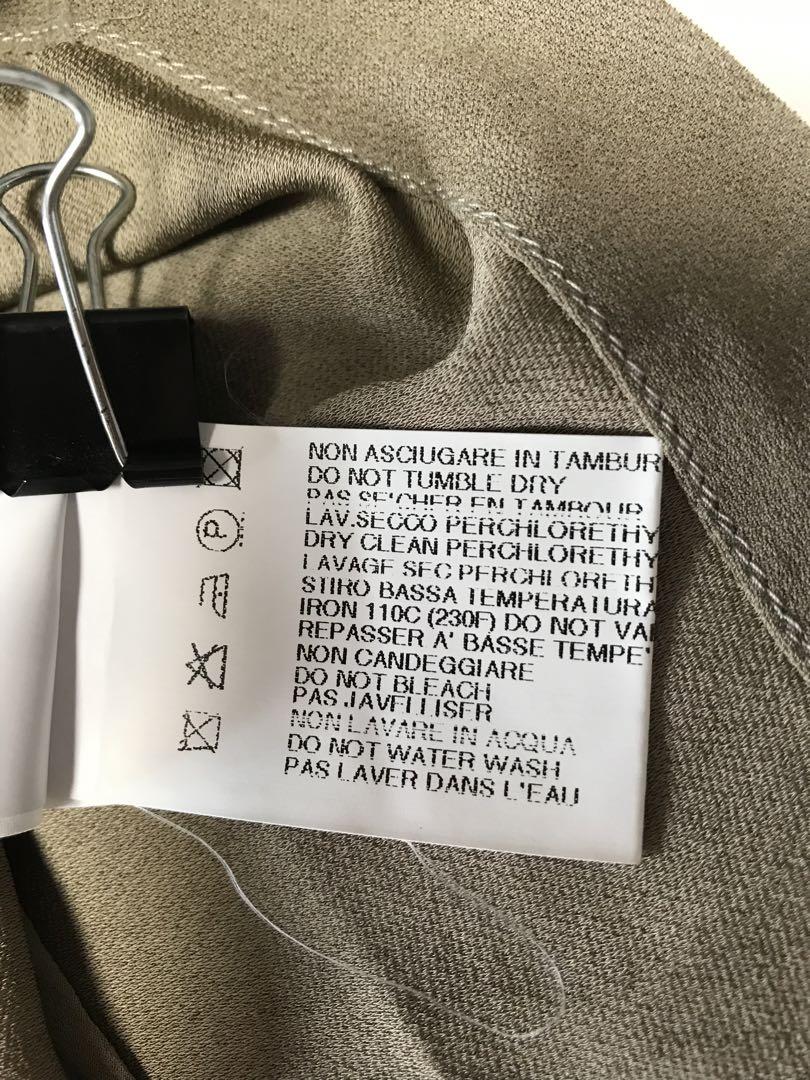 NON ASCIUGARE IN TAMBUR
DO NOT TUMBLE DRY
PAS SE'CHER EN TAMBOUR
LAV.SECCO PERCHLORETHY
DRY CLEAN PERCHLORETHY
LAVAGE SEC PERCHLORETH
STIRO BASSA TEMPERATURA
IRON 110C (230F) DO NOT VA
REPASSER A' BASSE TEMPE'
NON CANDEGGIARE
DO NOT BLEACH
PAS JAVELLISER
NON LAVARE IN ACQUA
DO NOT WATER WASH
PAS LAVER DANS L'EAU
P